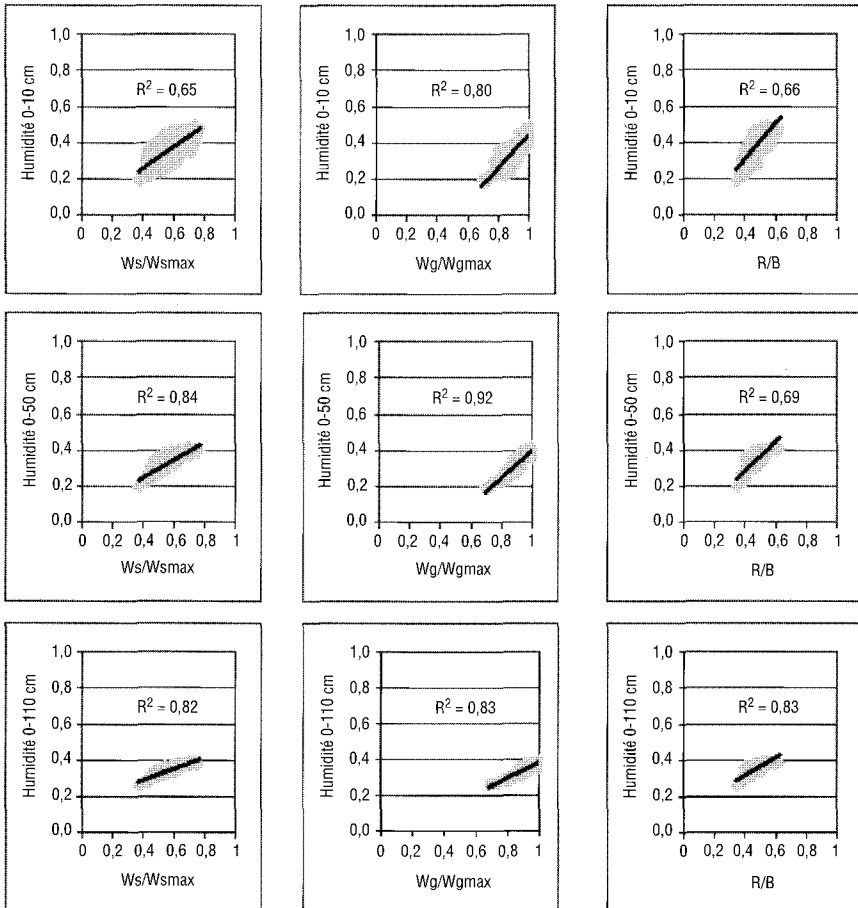 Humidité 0-10 cm
1,0
0,8
0,6
0,4
0,2
0,0
R² = 0,65
0 0,2 0,4 0,6 0,8 1
Ws/Wsmax
Humidité 0-10 cm
1,0
0,8
0,6
0,4
0,2
0,0
R² = 0,80
0 0,2 0,4 0,6 0,8 1
Wg/Wgmax
Humidité 0-10 cm
1,0
0,8
0,6
0,4
0,2
0,0
R² = 0,66
0 0,2 0,4 0,6 0,8 1
R/B
Humidité 0-50 cm
1,0
0,8
0,6
0,4
0,2
0,0
R² = 0,84
0 0,2 0,4 0,6 0,8 1
Ws/Wsmax
Humidité 0-50 cm
1,0
0,8
0,6
0,4
0,2
0,0
R² = 0,92
0 0,2 0,4 0,6 0,8 1
Wg/Wgmax
Humidité 0-50 cm
1,0
0,8
0,6
0,4
0,2
0,0
R² = 0,69
0 0,2 0,4 0,6 0,8 1
R/B
Humidité 0-110 cm
1,0
0,8
0,6
0,4
0,2
0,0
R² = 0,82
0 0,2 0,4 0,6 0,8 1
Ws/Wsmax
Humidité 0-110 cm
1,0
0,8
0,6
0,4
0,2
0,0
R² = 0,83
0 0,2 0,4 0,6 0,8 1
Wg/Wgmax
Humidité 0-110 cm
1,0
0,8
0,6
0,4
0,2
0,0
R² = 0,83
0 0,2 0,4 0,6 0,8 1
R/B